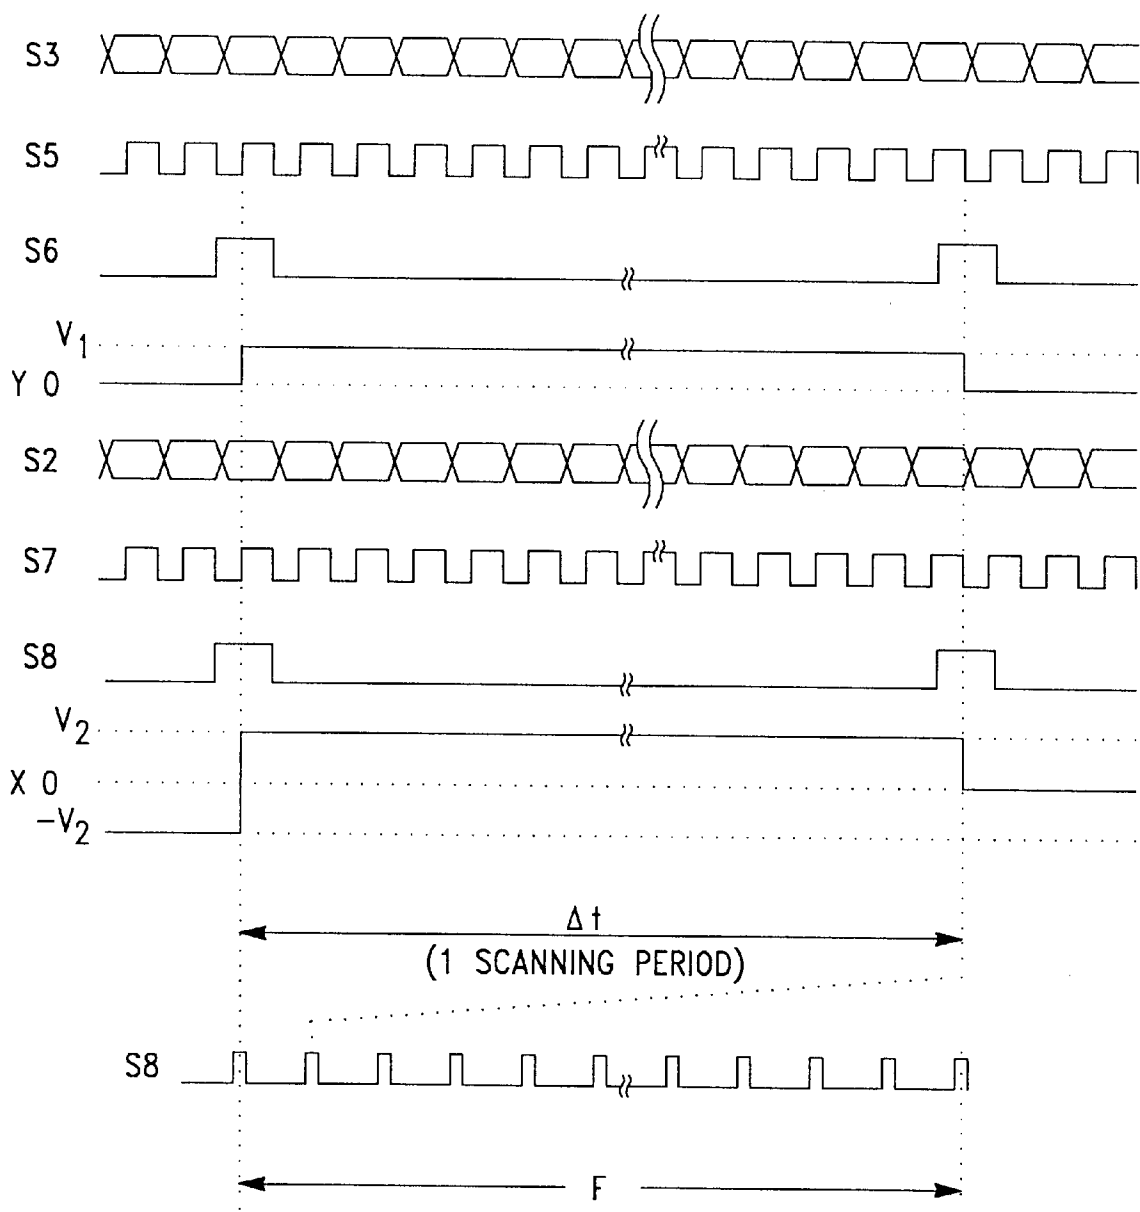 S3
S5
S6
V1
Y 0
S2
S7
S8
V2
X 0
-V2
Δt
(1 SCANNING PERIOD)
S8
F